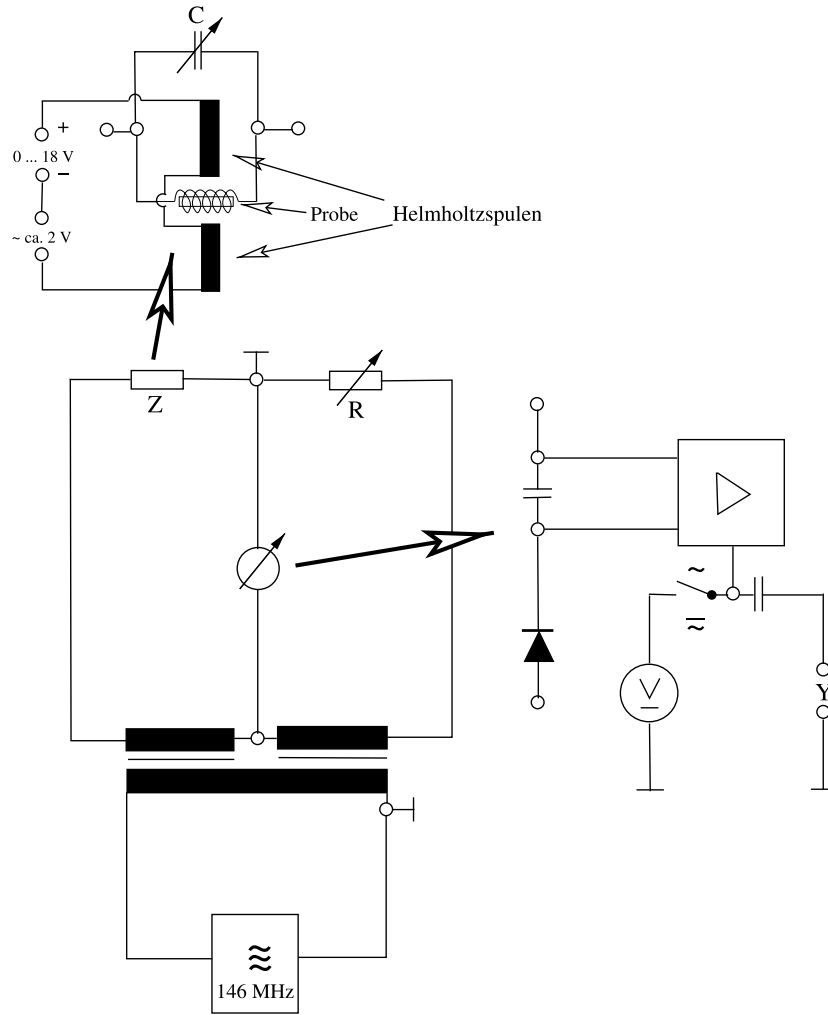 C
+
0 ... 18 V
−
~ ca. 2 V
Probe
Helmholtzspulen
Z
R
~
~
V
Y
146 MHz